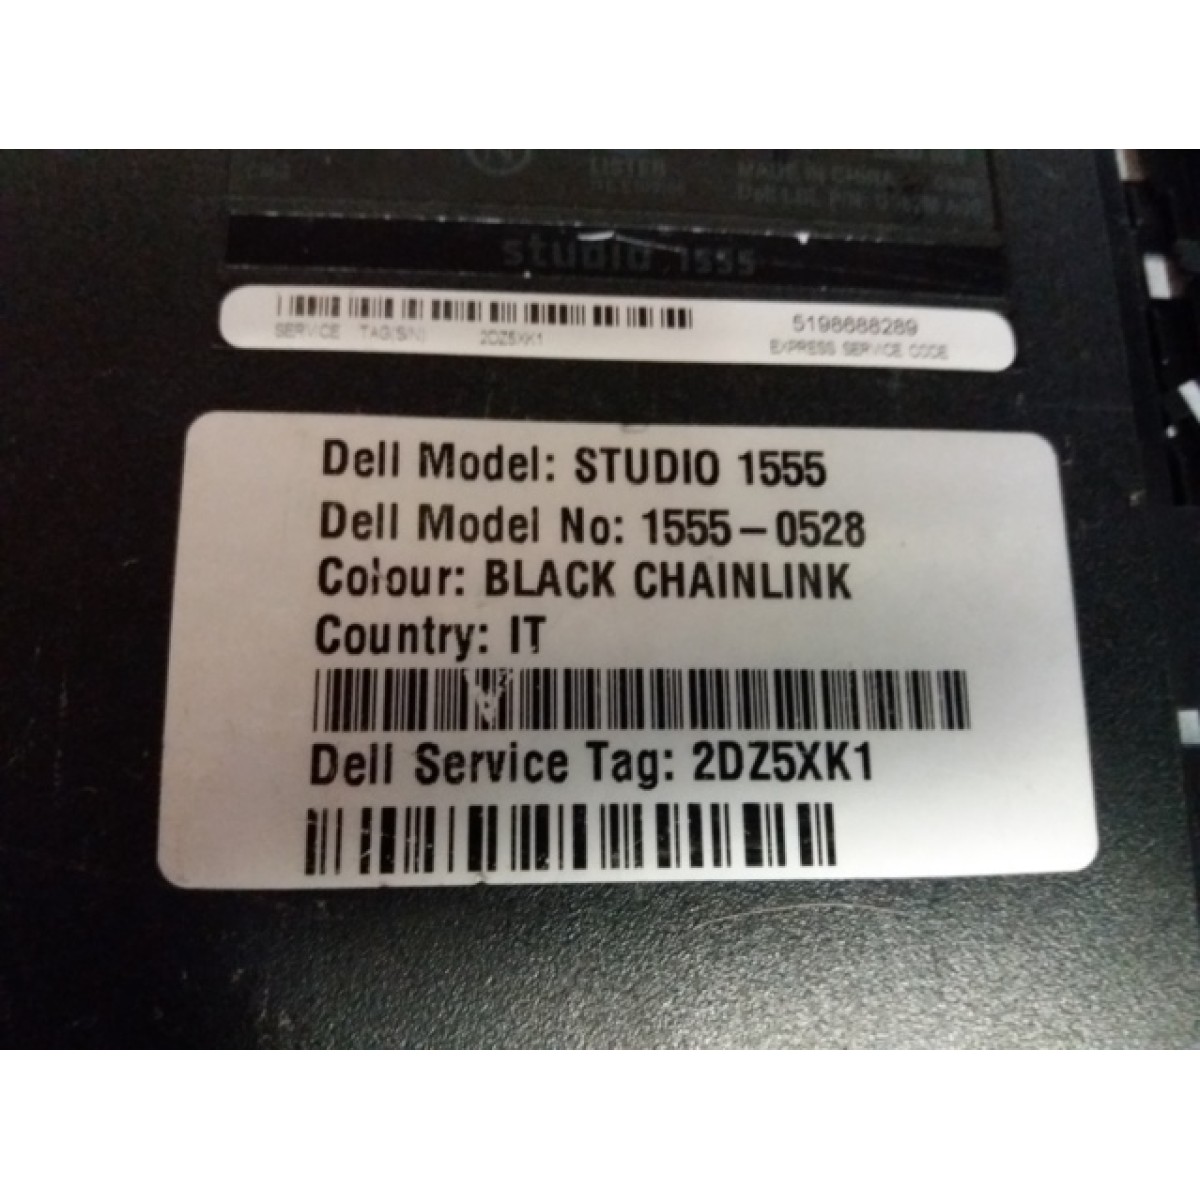 LISTED
MADE IN CHINA
studio 1555
SERVICE TAG(S/N) 2DZ5XK1
5198688289
EXPRESS SERVICE CODE
Dell Model: STUDIO 1555
Dell Model No: 1555-0528
Colour: BLACK CHAINLINK
Country: IT
Dell Service Tag: 2DZ5XK1